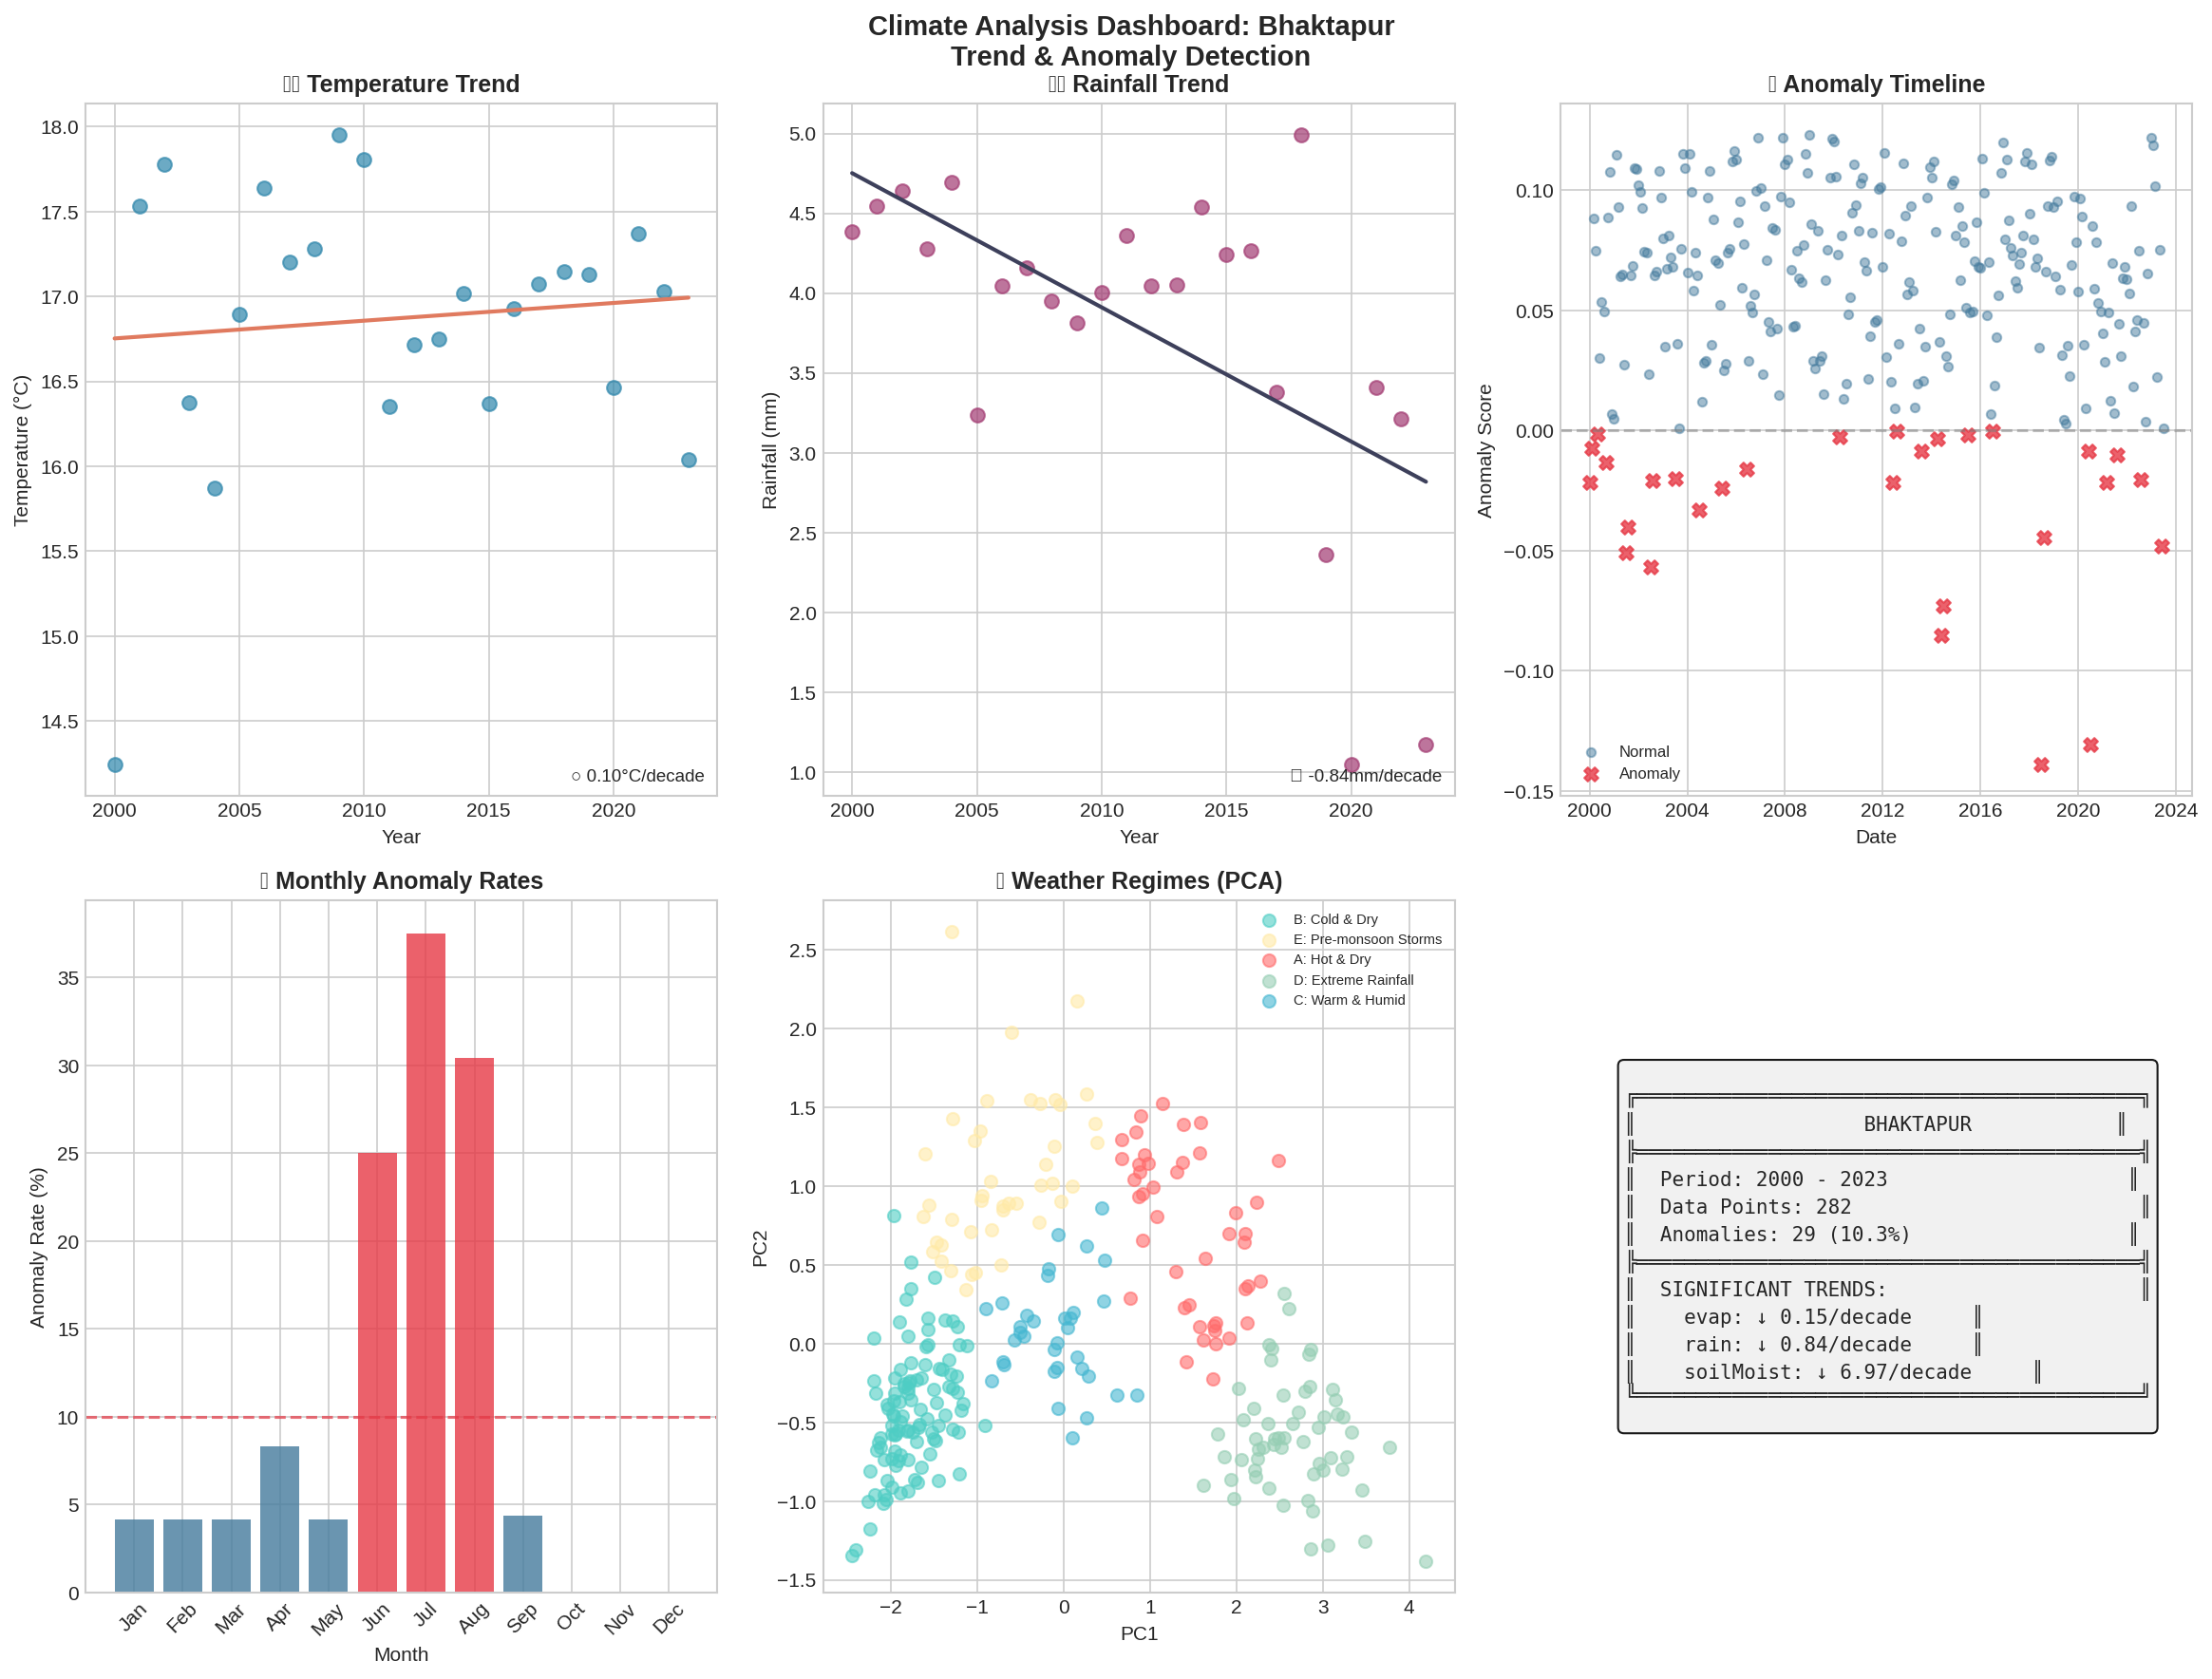 Climate Analysis Dashboard: Bhaktapur
Trend & Anomaly Detection
Temperature Trend
Temperature (°C)
18.0
17.5
17.0
16.5
16.0
15.5
15.0
14.5
○ 0.10°C/decade
2000 2005 2010 2015 2020
Year
Rainfall Trend
Rainfall (mm)
5.0
4.5
4.0
3.5
3.0
2.5
2.0
1.5
1.0
-0.84mm/decade
2000 2005 2010 2015 2020
Year
Anomaly Timeline
Anomaly Score
0.10
0.05
0.00
−0.05
−0.10
−0.15
Normal
Anomaly
2000 2004 2008 2012 2016 2020 2024
Date
Monthly Anomaly Rates
Anomaly Rate (%)
35
30
25
20
15
10
5
0
Jan Feb Mar Apr May Jun Jul Aug Sep Oct Nov Dec
Month
Weather Regimes (PCA)
PC2
2.5
2.0
1.5
1.0
0.5
0.0
−0.5
−1.0
−1.5
B: Cold & Dry
E: Pre-monsoon Storms
A: Hot & Dry
D: Extreme Rainfall
C: Warm & Humid
−2 −1 0 1 2 3 4
PC1
BHAKTAPUR
Period: 2000 - 2023
Data Points: 282
Anomalies: 29 (10.3%)
SIGNIFICANT TRENDS:
evap: ↓ 0.15/decade
rain: ↓ 0.84/decade
soilMoist: ↓ 6.97/decade